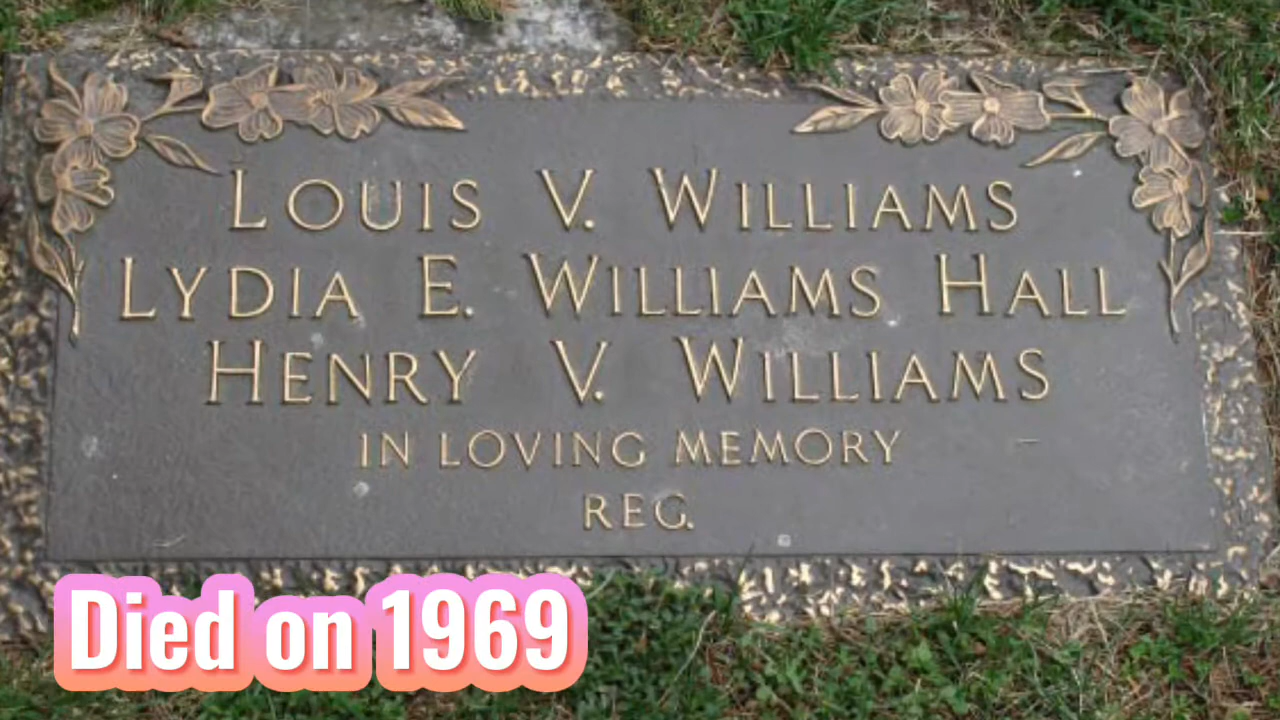 Louis V. Williams
Lydia E. Williams Hall
Henry V. Williams
IN LOVING MEMORY
REG.
Died on 1969